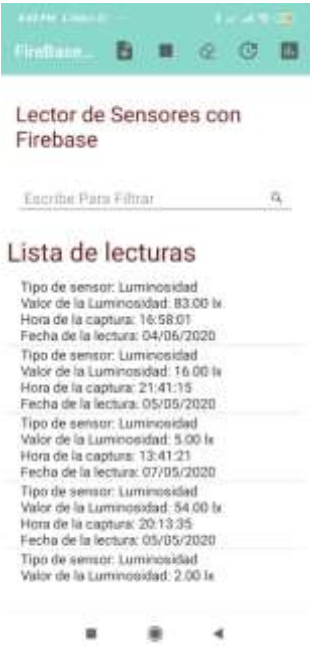 FireBase...
Lector de Sensores con
Firebase
Escribe Para Filtrar
Lista de lecturas
Tipo de sensor: Luminosidad
Valor de la Luminosidad: 83.00 lx
Hora de la captura: 16:58:01
Fecha de la lectura: 04/06/2020
Tipo de sensor: Luminosidad
Valor de la Luminosidad: 16.00 lx
Hora de la captura: 21:41:15
Fecha de la lectura: 05/05/2020
Tipo de sensor: Luminosidad
Valor de la Luminosidad: 5.00 lx
Hora de la captura: 13:41:21
Fecha de la lectura: 07/05/2020
Tipo de sensor: Luminosidad
Valor de la Luminosidad: 54.00 lx
Hora de la captura: 20:13:35
Fecha de la lectura: 05/05/2020
Tipo de sensor: Luminosidad
Valor de la Luminosidad: 2.00 lx